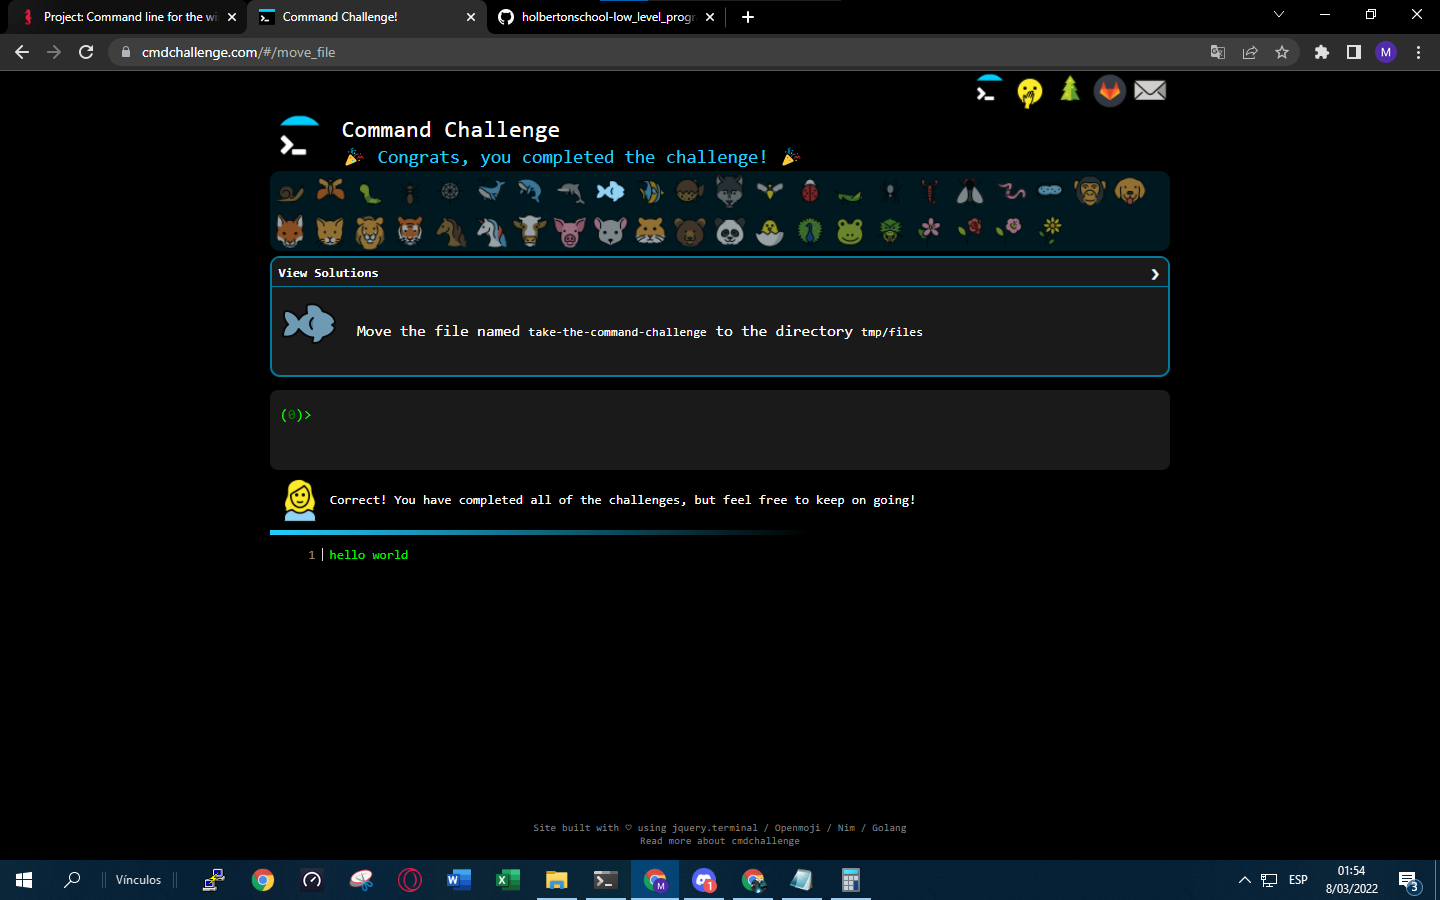 Project: Command line for the wi
Command Challenge!
holbertonschool-low_level_progr
cmdchallenge.com/#/move_file
M
Command Challenge
Congrats, you completed the challenge!
View Solutions
Move the file named take-the-command-challenge to the directory tmp/files
(0)>
Correct! You have completed all of the challenges, but feel free to keep on going!
1 hello world
Site built with ♡ using jquery.terminal / Openmoji / Nim / Golang
Read more about cmdchallenge
Vínculos
M
1
ESP
01:54
8/03/2022
3